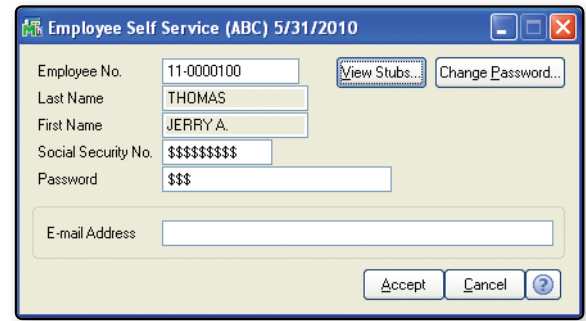 Employee Self Service (ABC) 5/31/2010
Employee No. 11-0000100 View Stubs... Change Password...
Last Name THOMAS
First Name JERRY A.
Social Security No. $$$$$$$$$
Password $$$
E-mail Address
Accept Cancel ?